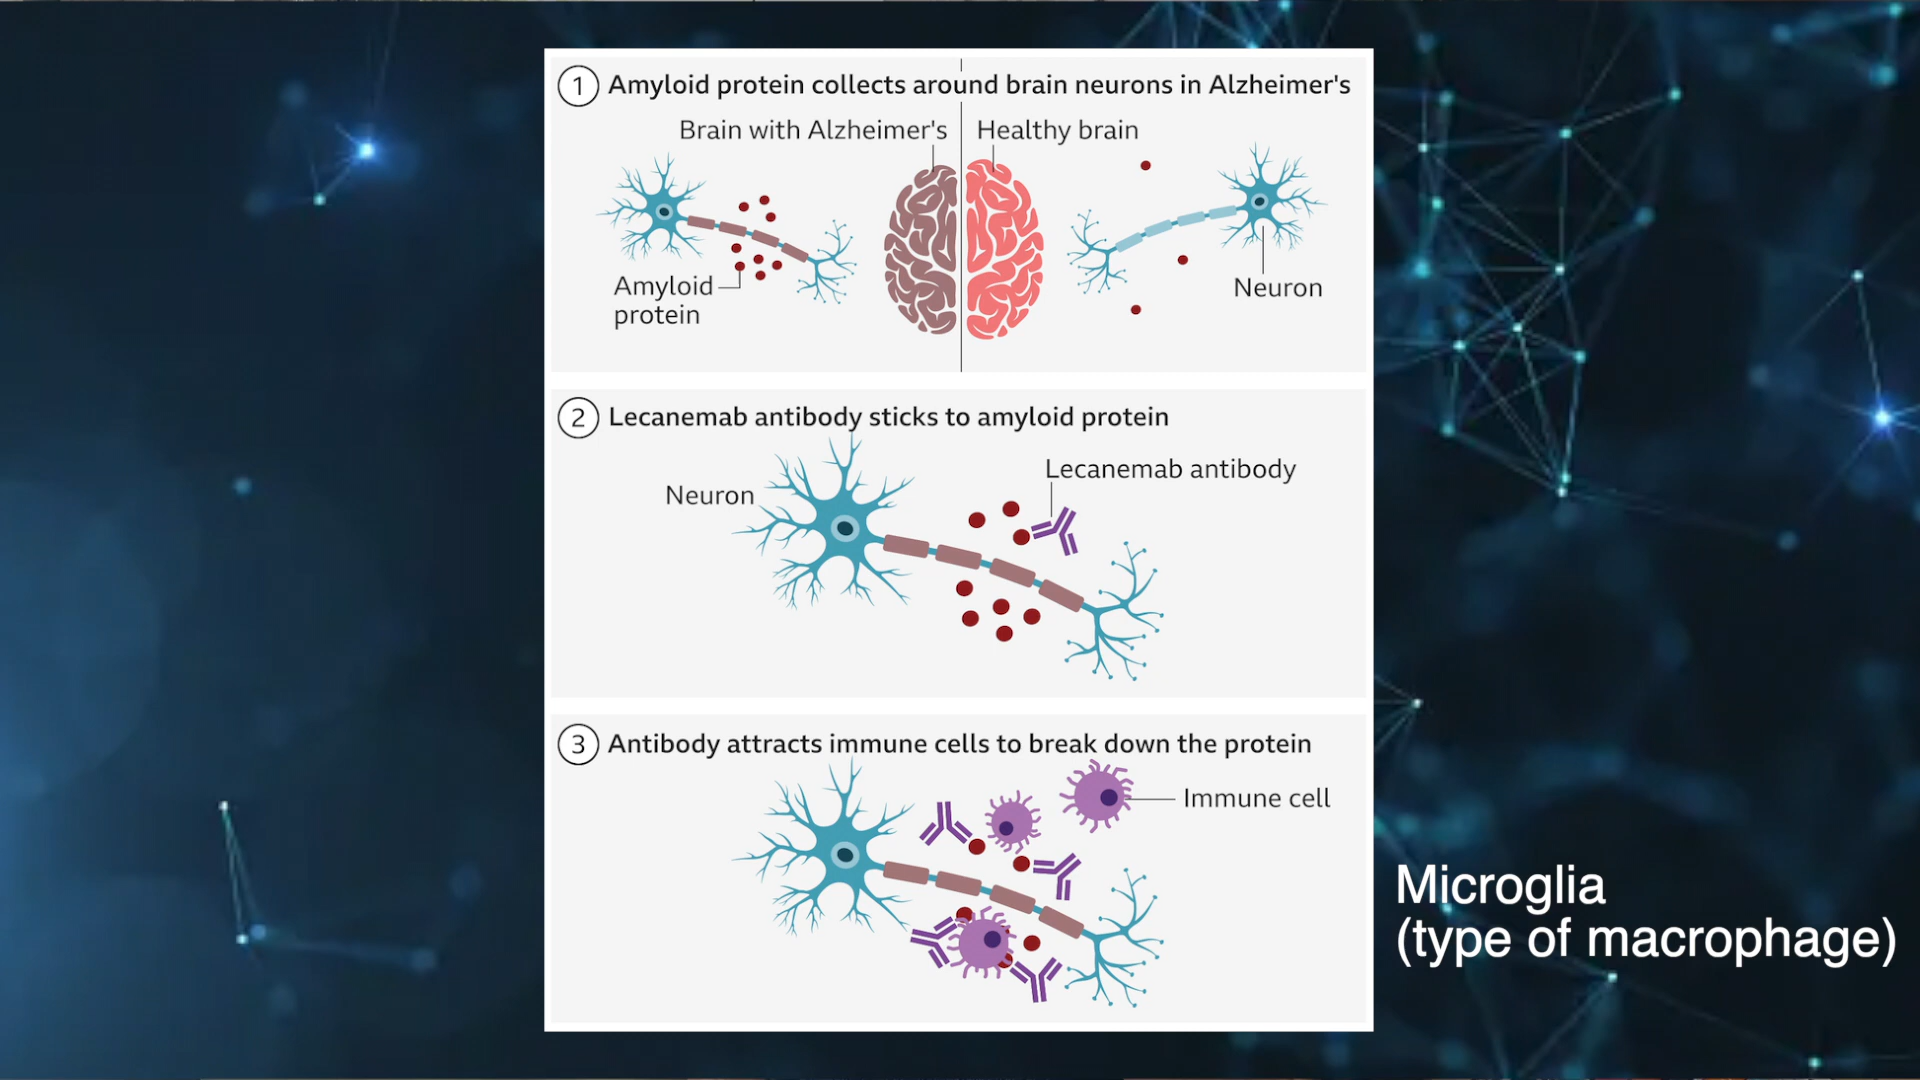 1 Amyloid protein collects around brain neurons in Alzheimer's
Brain with Alzheimer's
Healthy brain
Amyloid
protein
Neuron
2 Lecanemab antibody sticks to amyloid protein
Lecanemab antibody
Neuron
3 Antibody attracts immune cells to break down the protein
Immune cell
Microglia
(type of macrophage)